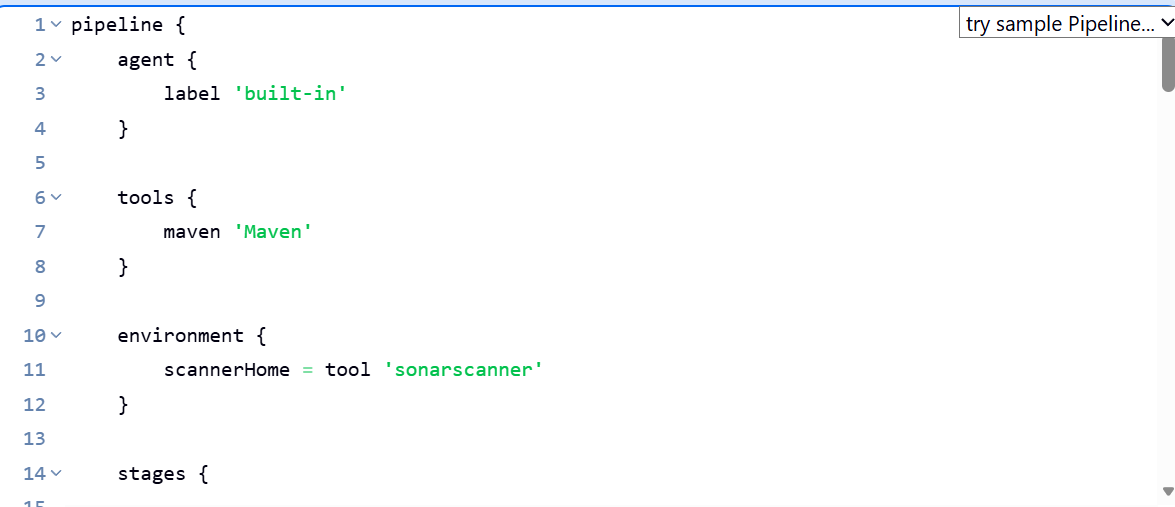 try sample Pipeline...
1 pipeline {
2     agent {
3         label 'built-in'
4     }
5
6     tools {
7         maven 'Maven'
8     }
9
10     environment {
11         scannerHome = tool 'sonarscanner'
12     }
13
14     stages {
15